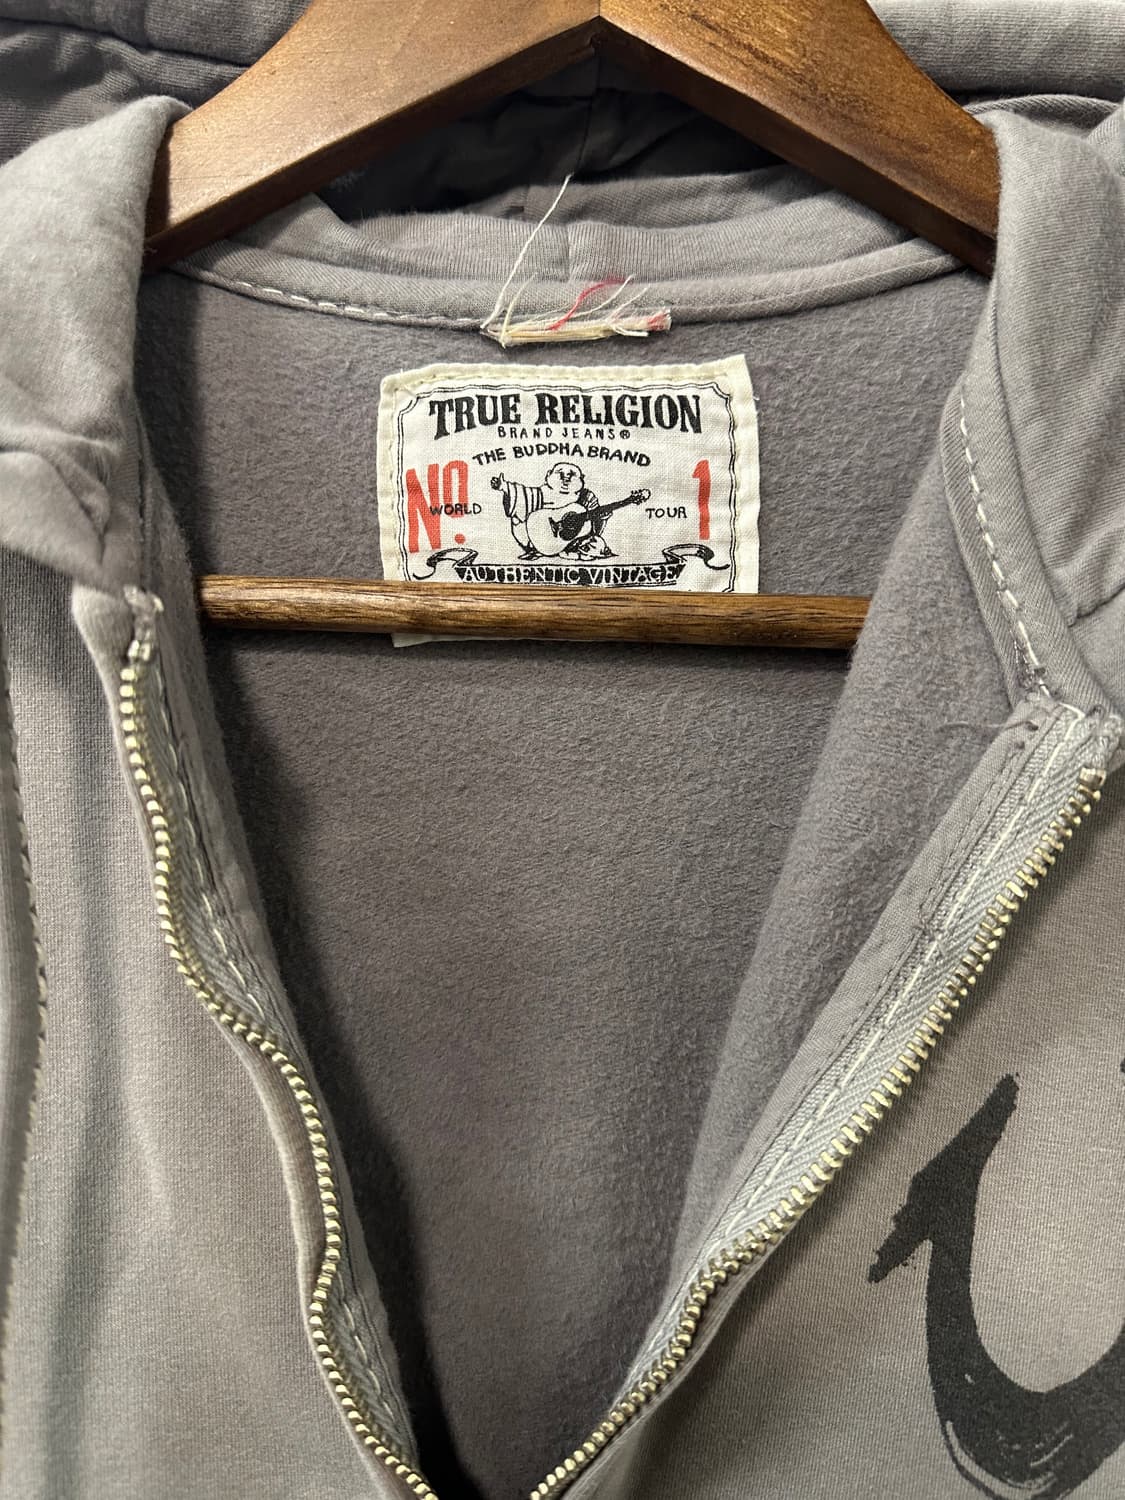 TRUE RELIGION
BRAND JEANS®
THE BUDDHA BRAND
Nº. 1
WORLD TOUR
AUTHENTIC VINTAGE